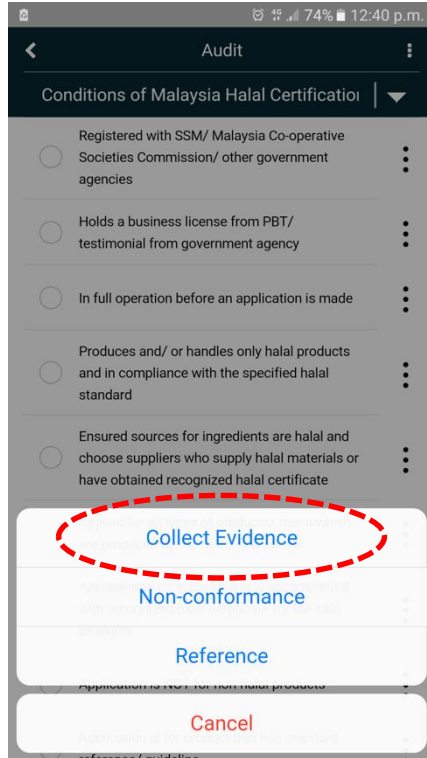 4G 74% 12:40 p.m.
Audit
Conditions of Malaysia Halal Certification
Registered with SSM/ Malaysia Co-operative
Societies Commission/ other government
agencies
Holds a business license from PBT/
testimonial from government agency
In full operation before an application is made
Produces and/ or handles only halal products
and in compliance with the specified halal
standard
Ensured sources for ingredients are halal and
choose suppliers who supply halal materials or
have obtained recognized halal certificate
Collect Evidence
Non-conformance
Reference
Application is NOT for non halal products
Cancel
reference/ guideline